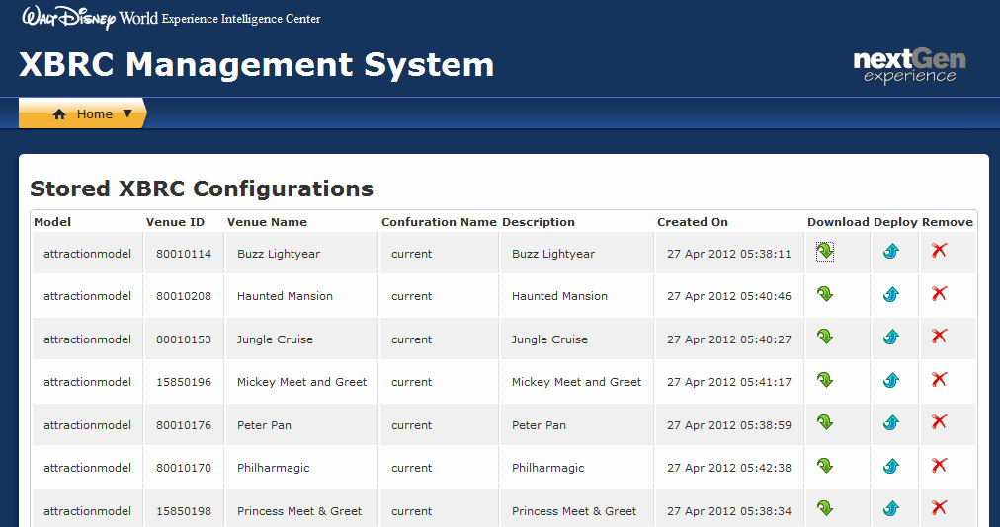 WALT DISNEY World Experience Intelligence Center
XBRC Management System
nextGen
experience
Home
Stored XBRC Configurations
Model Venue ID Venue Name Confuration Name Description Created On Download Deploy Remove
attractionmodel 80010114 Buzz Lightyear current Buzz Lightyear 27 Apr 2012 05:38:11
attractionmodel 80010208 Haunted Mansion current Haunted Mansion 27 Apr 2012 05:40:46
attractionmodel 80010153 Jungle Cruise current Jungle Cruise 27 Apr 2012 05:40:27
attractionmodel 15850196 Mickey Meet and Greet current Mickey Meet and Greet 27 Apr 2012 05:41:17
attractionmodel 80010176 Peter Pan current Peter Pan 27 Apr 2012 05:38:59
attractionmodel 80010170 Philharmagic current Philharmagic 27 Apr 2012 05:42:38
attractionmodel 15850198 Princess Meet & Greet current Princess Meet & Greet 27 Apr 2012 05:38:34